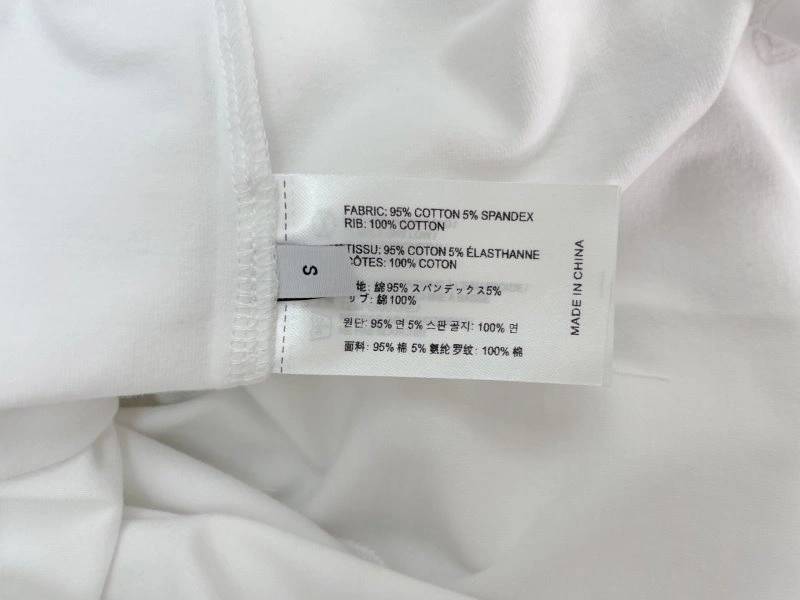 FABRIC: 95% COTTON 5% SPANDEX
RIB: 100% COTTON
TISSU: 95% COTON 5% ÉLASTHANNE
CÔTES: 100% COTON
地: 綿95% スパンデックス5%
リブ: 綿100%
원단: 95% 면 5% 스판 공지: 100% 면
面料: 95% 棉 5% 氨纶 罗纹: 100% 棉
MADE IN CHINA
S